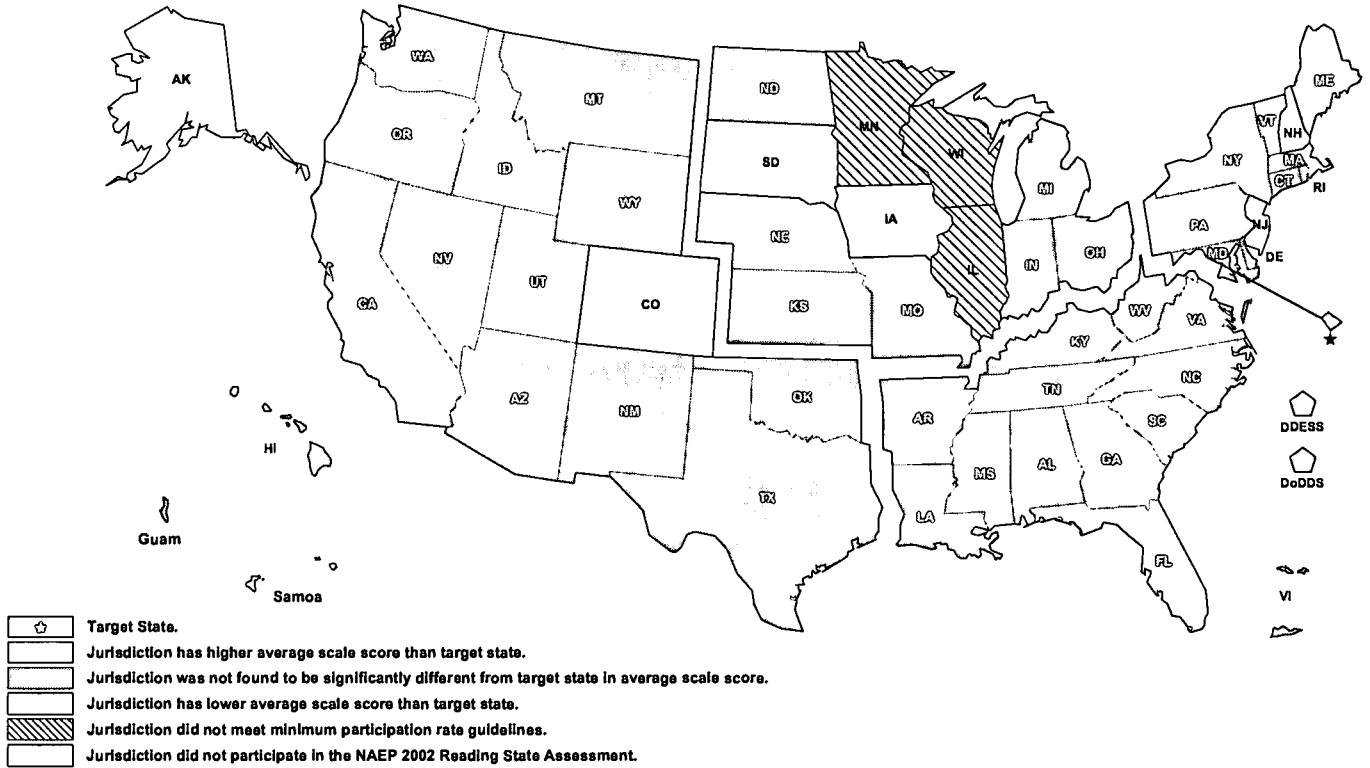 AK
WA
MT
ND
MN
ME
OR
ID
SD
WI
VT
NH
NY
MA
CT
RI
WY
IA
MI
NV
NE
PA
NJ
UT
IL
IN
OH
MD
DE
CA
CO
KS
MO
WV
VA
KY
AZ
NM
OK
TN
NC
AR
SC
DDESS
HI
MS
AL
GA
DoDDS
TX
LA
Guam
FL
Samoa
VI
Target State.
Jurisdiction has higher average scale score than target state.
Jurisdiction was not found to be significantly different from target state in average scale score.
Jurisdiction has lower average scale score than target state.
Jurisdiction did not meet minimum participation rate guidelines.
Jurisdiction did not participate in the NAEP 2002 Reading State Assessment.